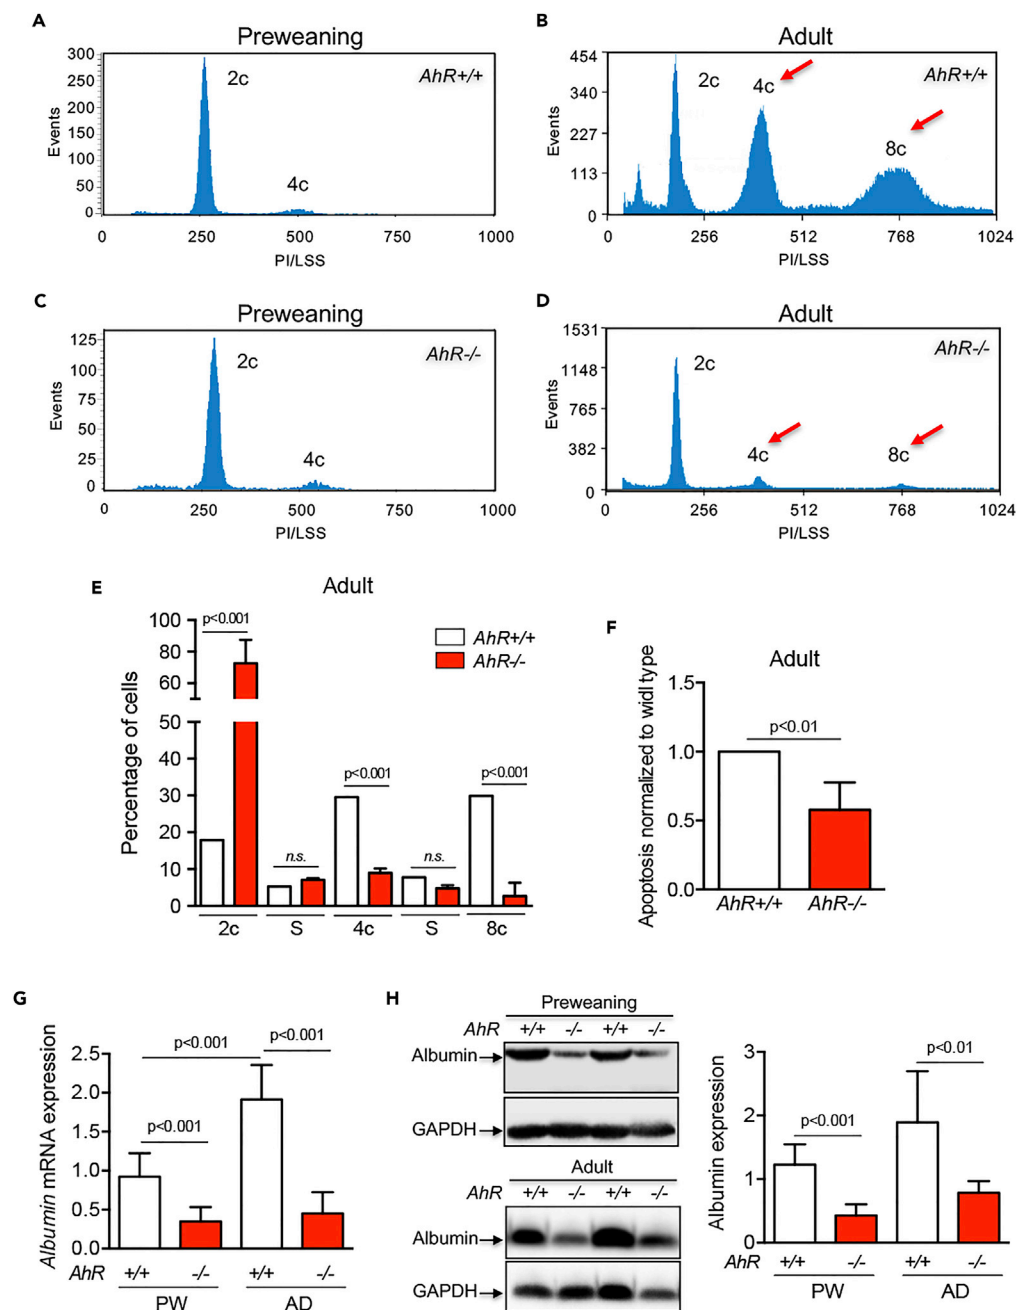 A
Preweaning
300
250
200
150
100
50
0
Events
2c
4c
AhR+/+
0 250 500 750 1000
PI/LSS
B
Adult
454
340
227
113
0
Events
2c
4c
8c
AhR+/+
0 256 512 768 1024
PI/LSS
C
Preweaning
125
100
75
50
25
0
Events
2c
4c
AhR-/-
0 250 500 750 1000
PI/LSS
D
Adult
1531
1148
765
382
0
Events
2c
4c
8c
AhR-/-
0 256 512 768 1024
PI/LSS
E
Adult
Percentage of cells
100
80
60
50
40
30
20
10
0
p<0.001
n.s.
p<0.001
n.s.
p<0.001
AhR+/+
AhR-/-
2c S 4c S 8c
F
Adult
Apoptosis normalized to widl type
1.5
1.0
0.5
0.0
p<0.01
AhR+/+ AhR-/-
G
Albumin mRNA expression
2.5
2.0
1.5
1.0
0.5
0.0
p<0.001
p<0.001
p<0.001
AhR +/+ -/- +/+ -/-
PW AD
H
Preweaning
AhR +/+ -/- +/+ -/-
Albumin
GAPDH
Adult
AhR +/+ -/- +/+ -/-
Albumin
GAPDH
Albumin expression
3
2
1
0
p<0.001
p<0.01
AhR +/+ -/- +/+ -/-
PW AD